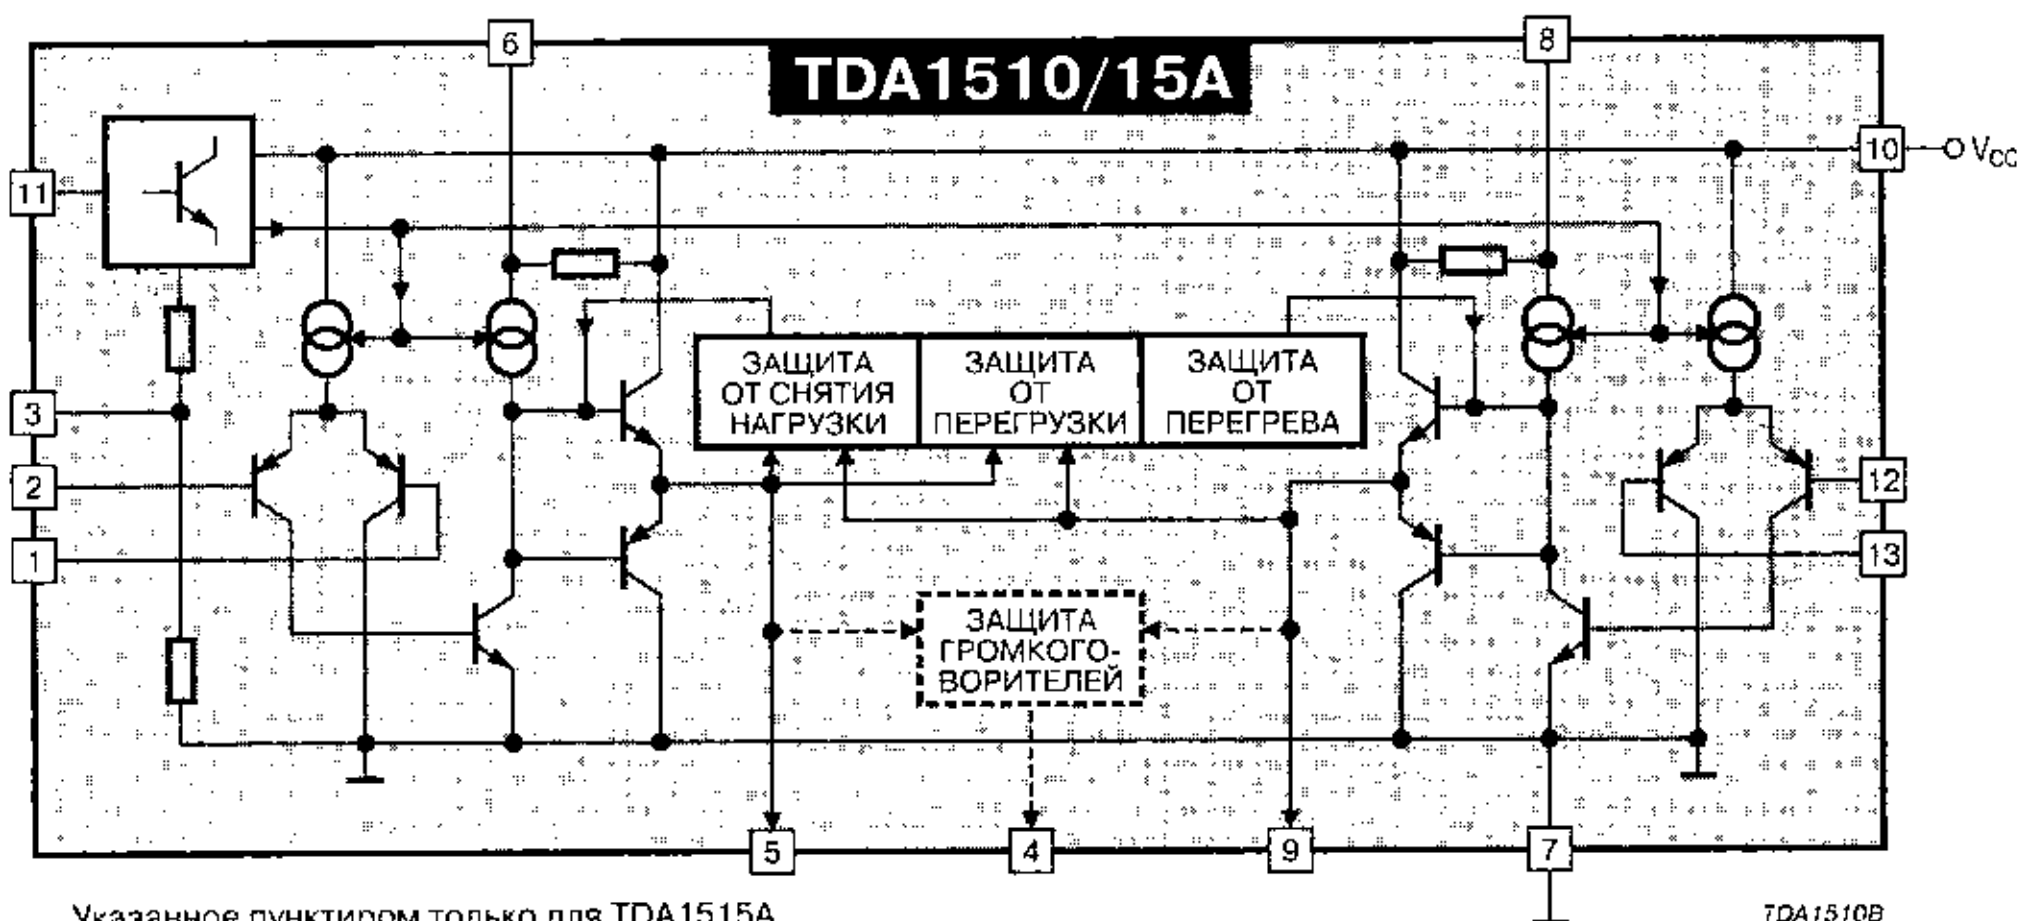 6
8
TDA1510/15A
10
VCC
11
ЗАЩИТА
ОТ СНЯТИЯ
НАГРУЗКИ
ЗАЩИТА
ОТ
ПЕРЕГРУЗКИ
ЗАЩИТА
ОТ
ПЕРЕГРЕВА
3
2
12
1
13
ЗАЩИТА
ГРОМКОГО-
ВОРИТЕЛЕЙ
5
4
9
7
Указанное пунктиром только для TDA1515A
TDA1510B